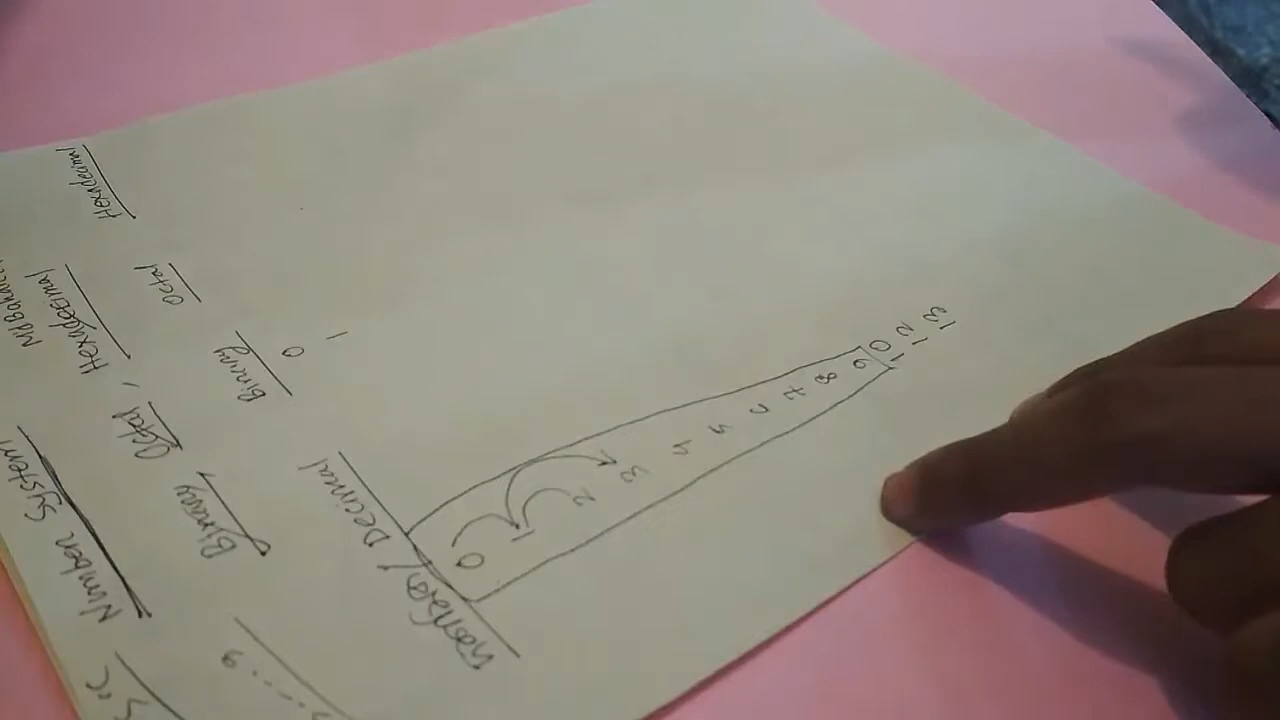 Number System
Binary, Octal, Hexadecimal
দশমিক/Decimal
Binary
Octal
Hexadecimal
0
1
2
3
4
5
6
7
8
9
10
11
12
13
0
1